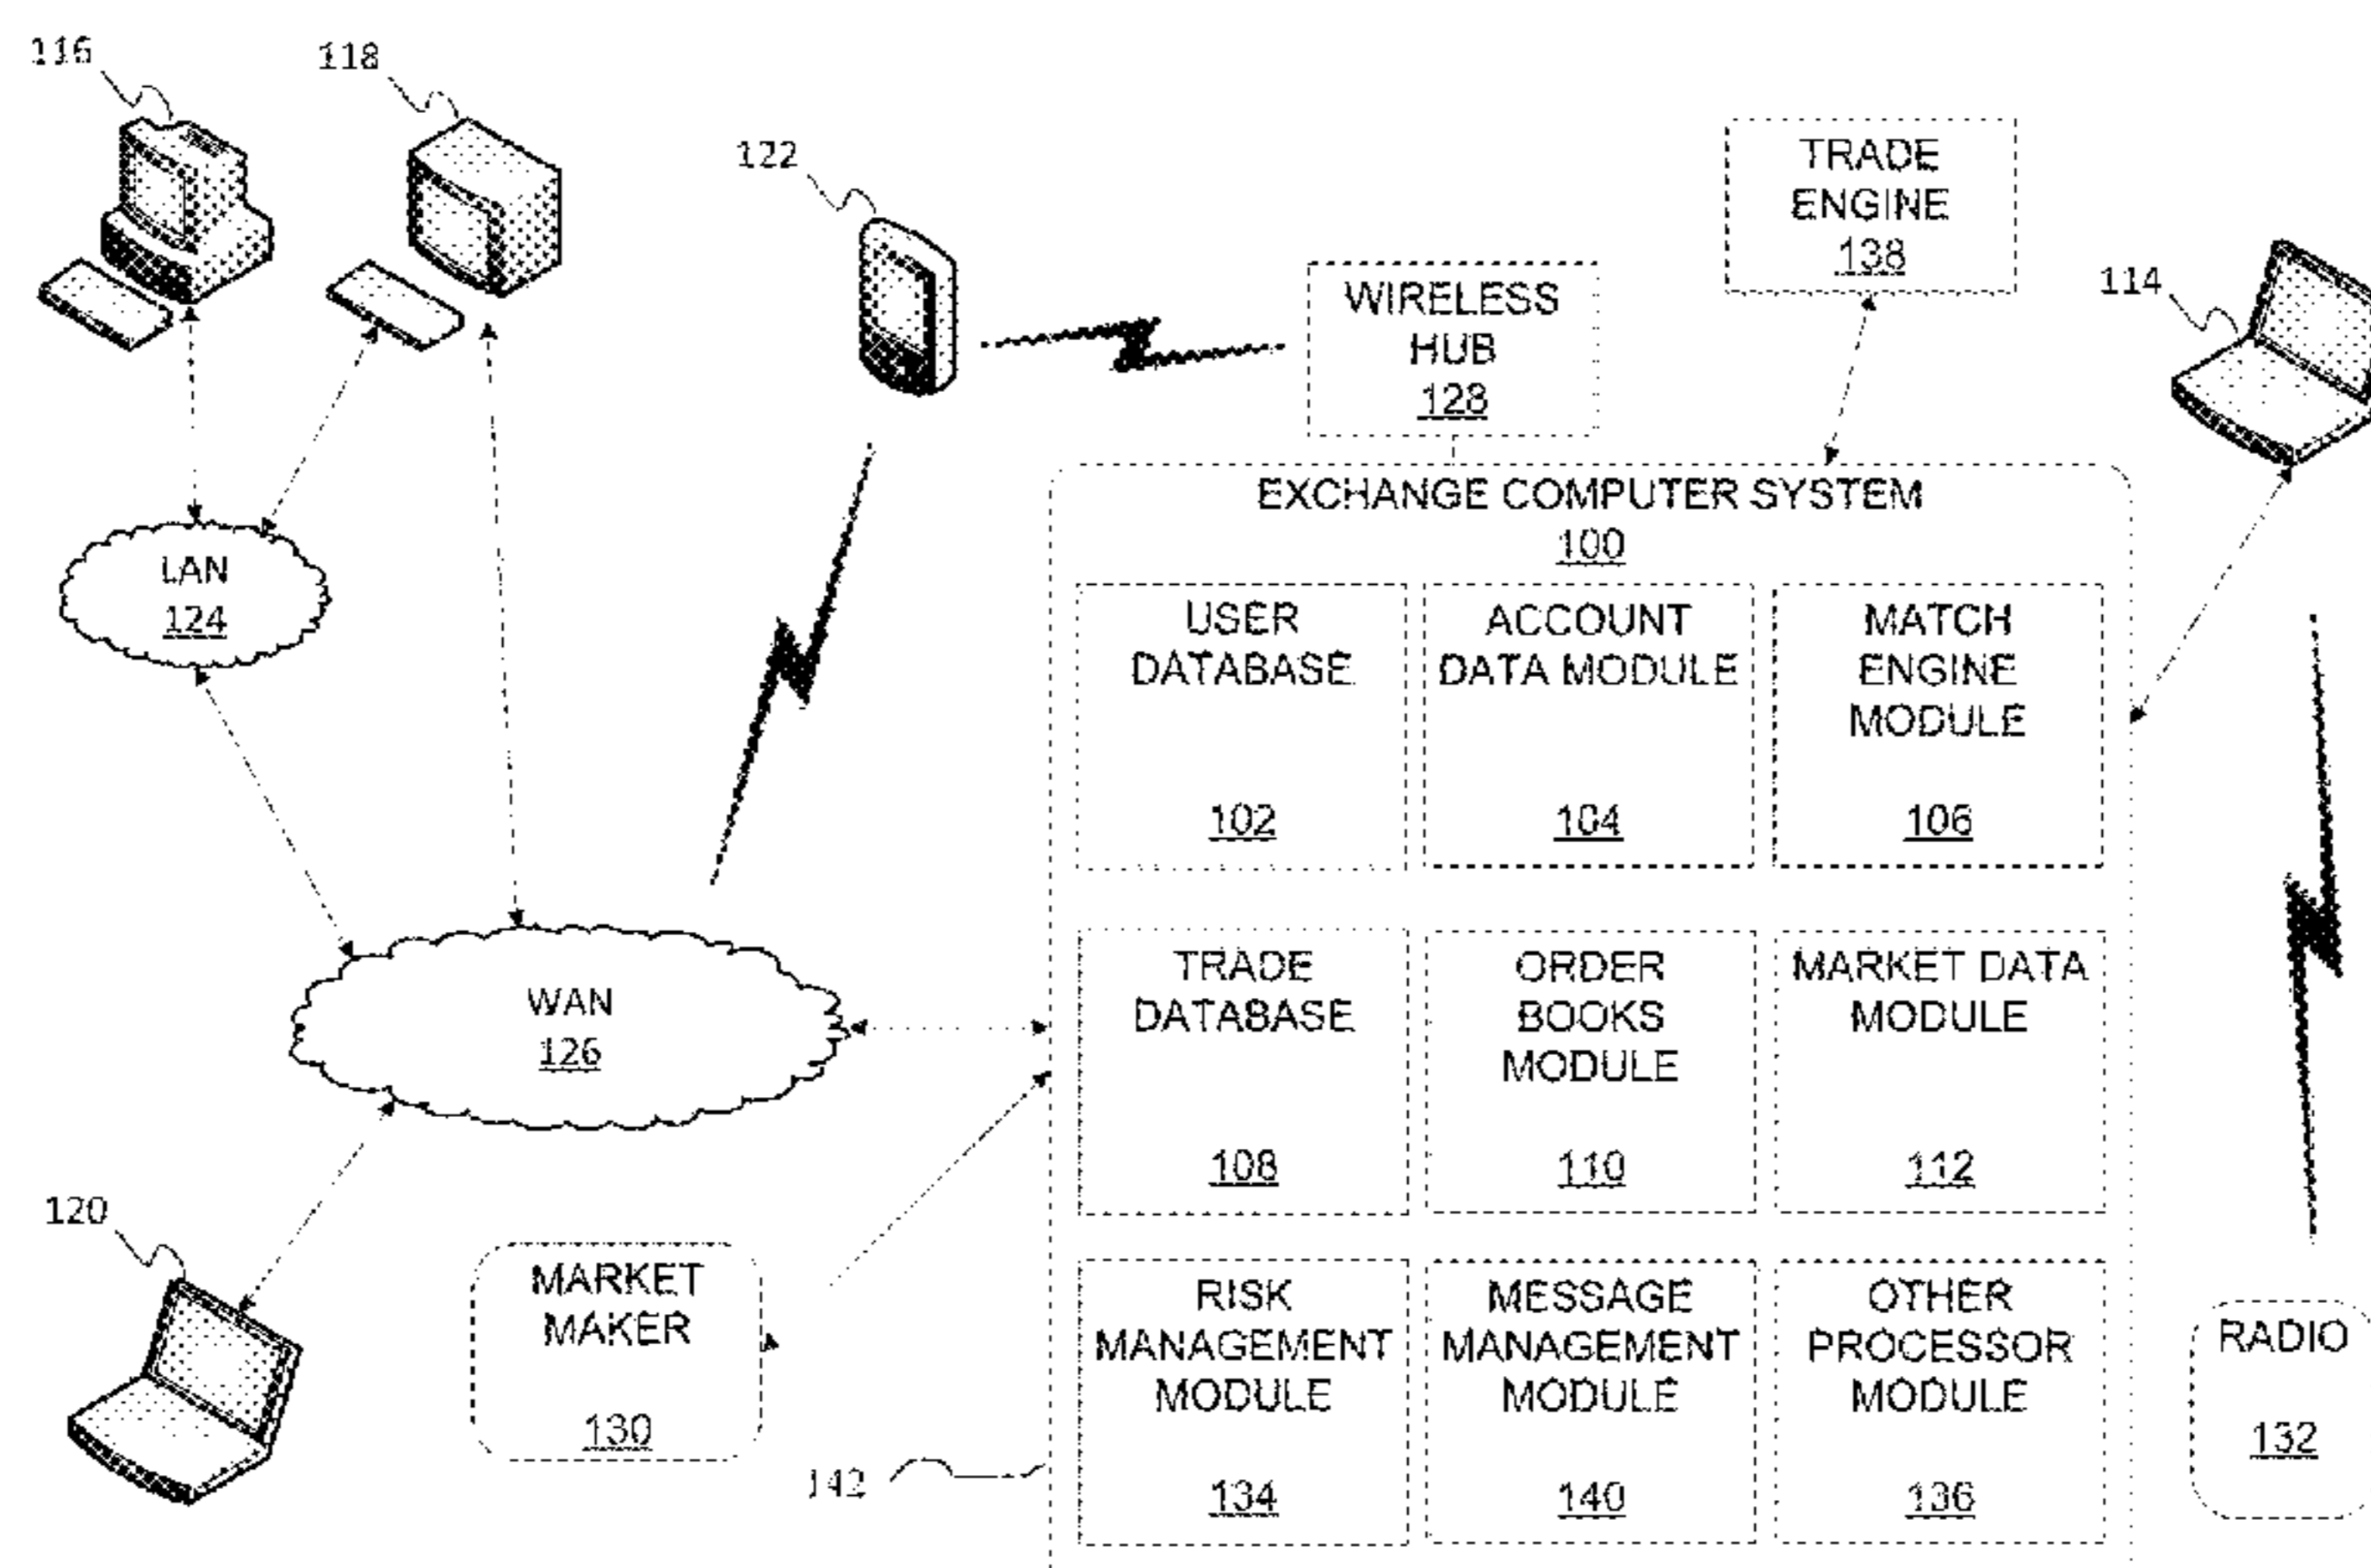 116
118
122
TRADE
ENGINE
138
WIRELESS
HUB
128
114
EXCHANGE COMPUTER SYSTEM
100
LAN
124
USER
DATABASE
102
ACCOUNT
DATA MODULE
104
MATCH
ENGINE
MODULE
106
WAN
126
TRADE
DATABASE
108
ORDER
BOOKS
MODULE
110
MARKET DATA
MODULE
112
120
MARKET
MAKER
130
142
RISK
MANAGEMENT
MODULE
134
MESSAGE
MANAGEMENT
MODULE
140
OTHER
PROCESSOR
MODULE
136
RADIO
132